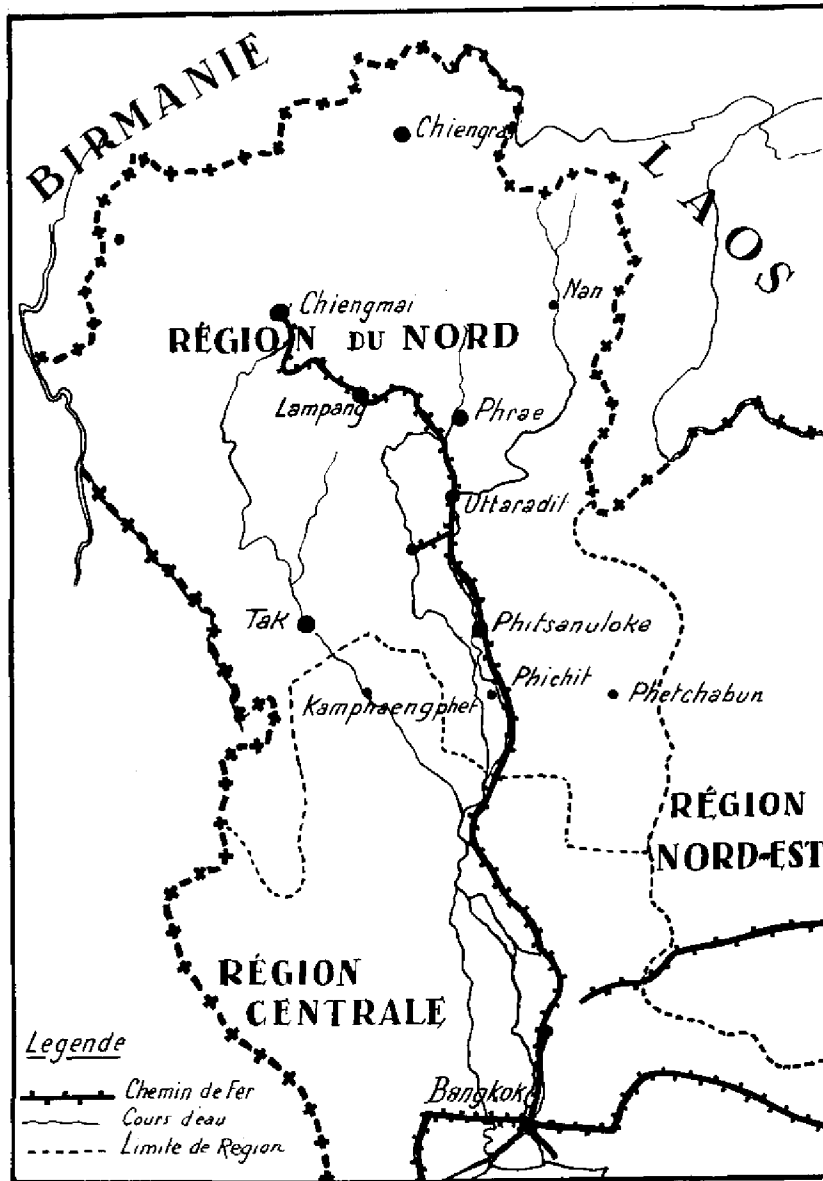 BIRMANIE
Chiengrai
LAOS
Chiengmai
Nan
RÉGION DU NORD
Lampang
Phrae
Uttaradit
Tak
Phitsanuloke
Kamphaengphet
Phichit
Phetchabun
RÉGION
NORD-EST
RÉGION
CENTRALE
Legende
Chemin de Fer
Cours d'eau
Limite de Region
Bangkok